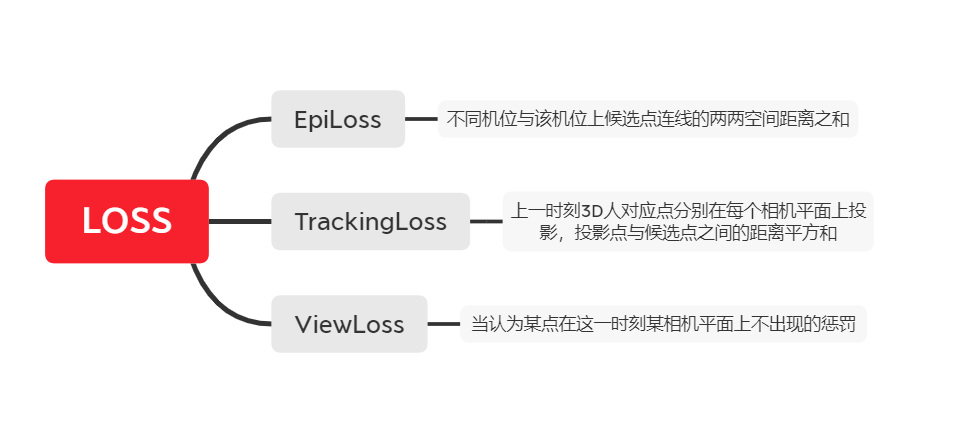 LOSS
EpiLoss
不同机位与该机位上候选点连线的两两空间距离之和
TrackingLoss
上一时刻3D人对应点分别在每个相机平面上投
影，投影点与候选点之间的距离平方和
ViewLoss
当认为某点在这一时刻某相机平面上不出现的惩罚